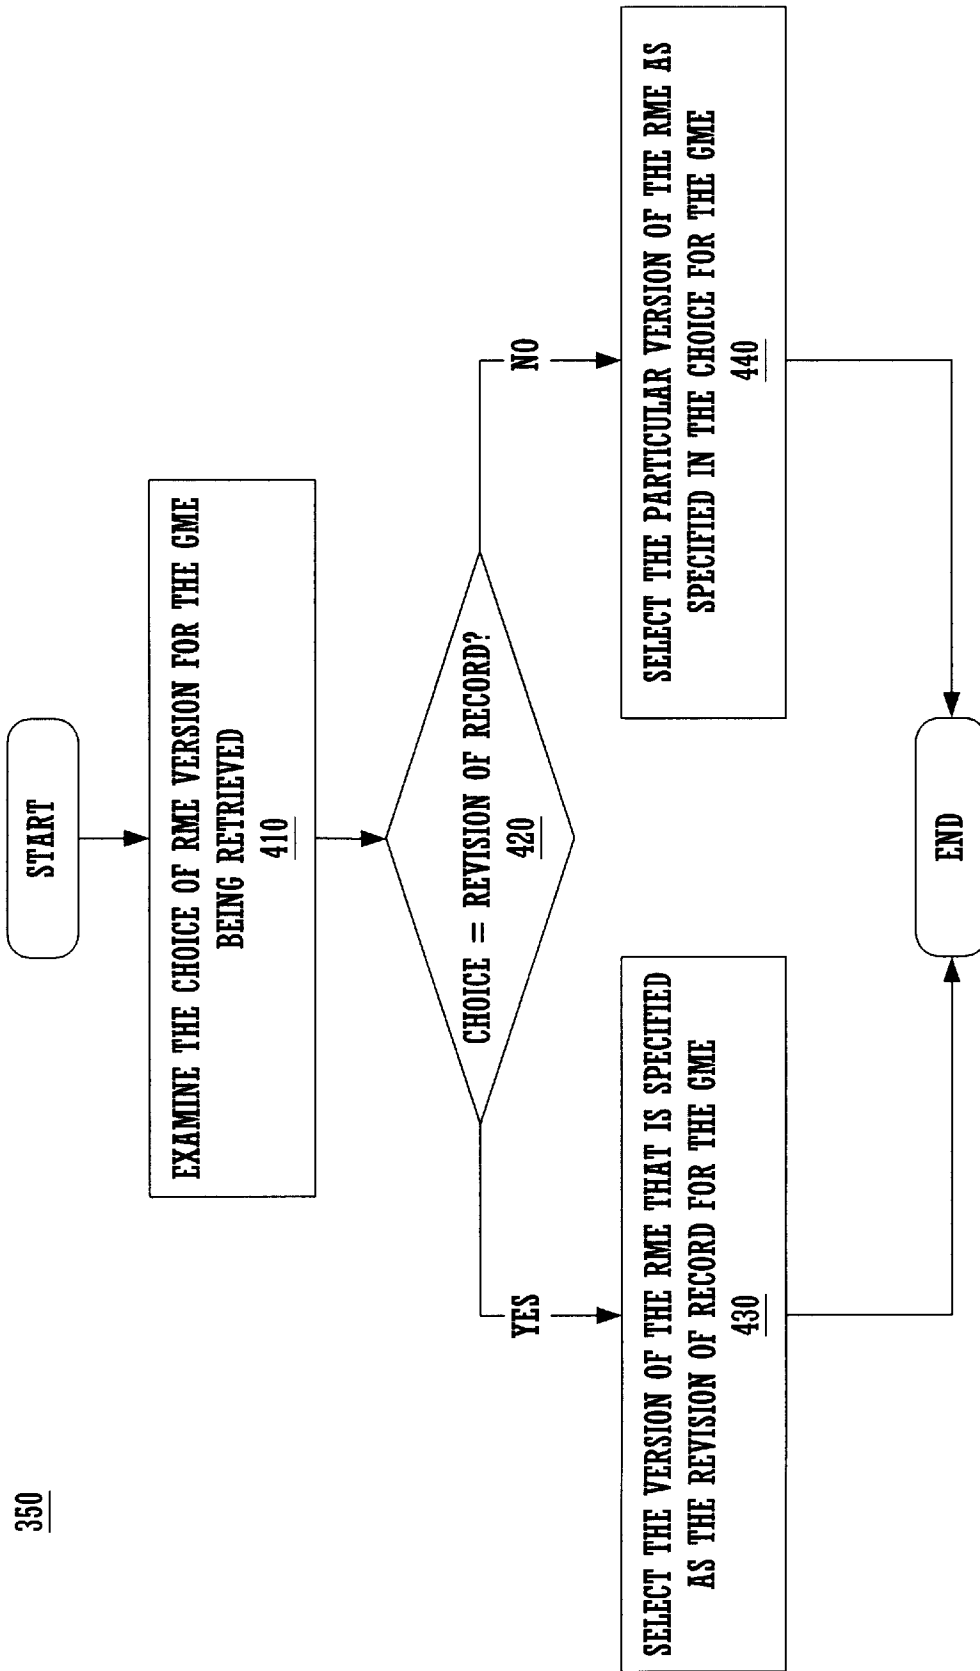 350
START
EXAMINE THE CHOICE OF RME VERSION FOR THE GME
BEING RETRIEVED
410
CHOICE = REVISION OF RECORD?
420
YES
NO
SELECT THE VERSION OF THE RME THAT IS SPECIFIED
AS THE REVISION OF RECORD FOR THE GME
430
SELECT THE PARTICULAR VERSION OF THE RME AS
SPECIFIED IN THE CHOICE FOR THE GME
440
END